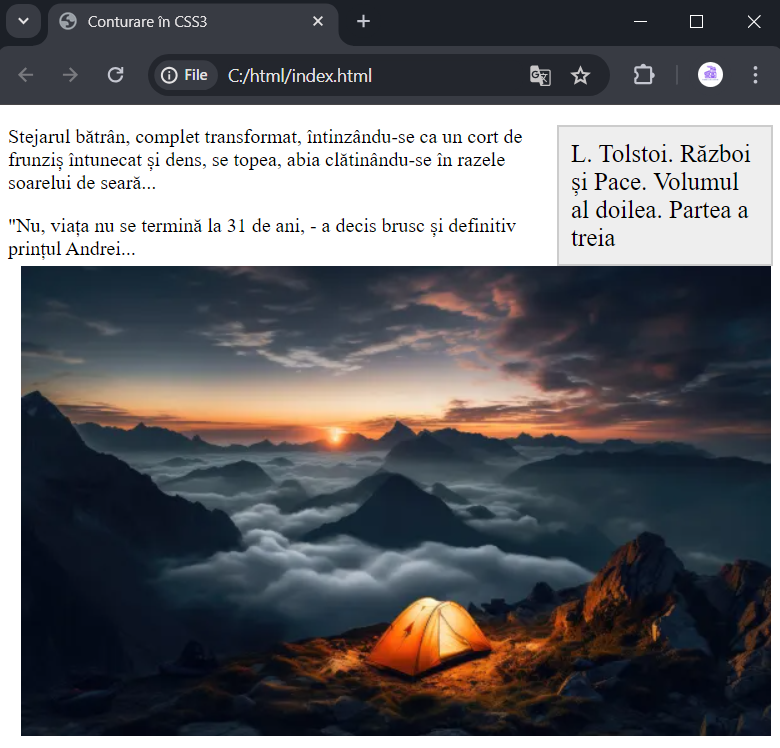 Conturare în CSS3
File
C:/html/index.html
Stejarul bătrân, complet transformat, întinzându-se ca un cort de
frunziș întunecat și dens, se topea, abia clătinându-se în razele
soarelui de seară...
"Nu, viața nu se termină la 31 de ani, - a decis brusc și definitiv
prințul Andrei...
L. Tolstoi. Război
și Pace. Volumul
al doilea. Partea a
treia